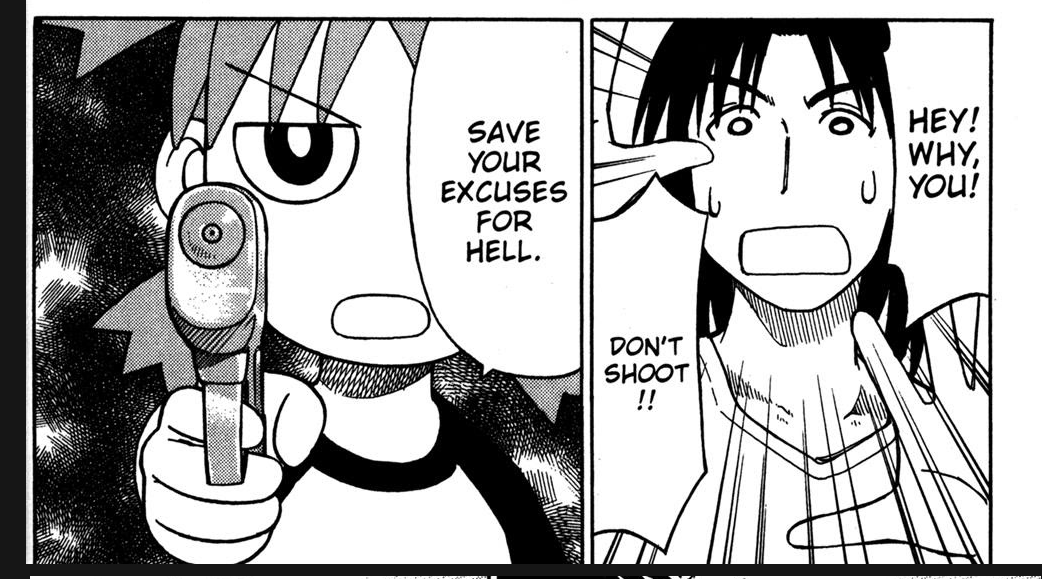 HEY!
WHY,
YOU!
DON'T
SHOOT
!!
SAVE
YOUR
EXCUSES
FOR
HELL.